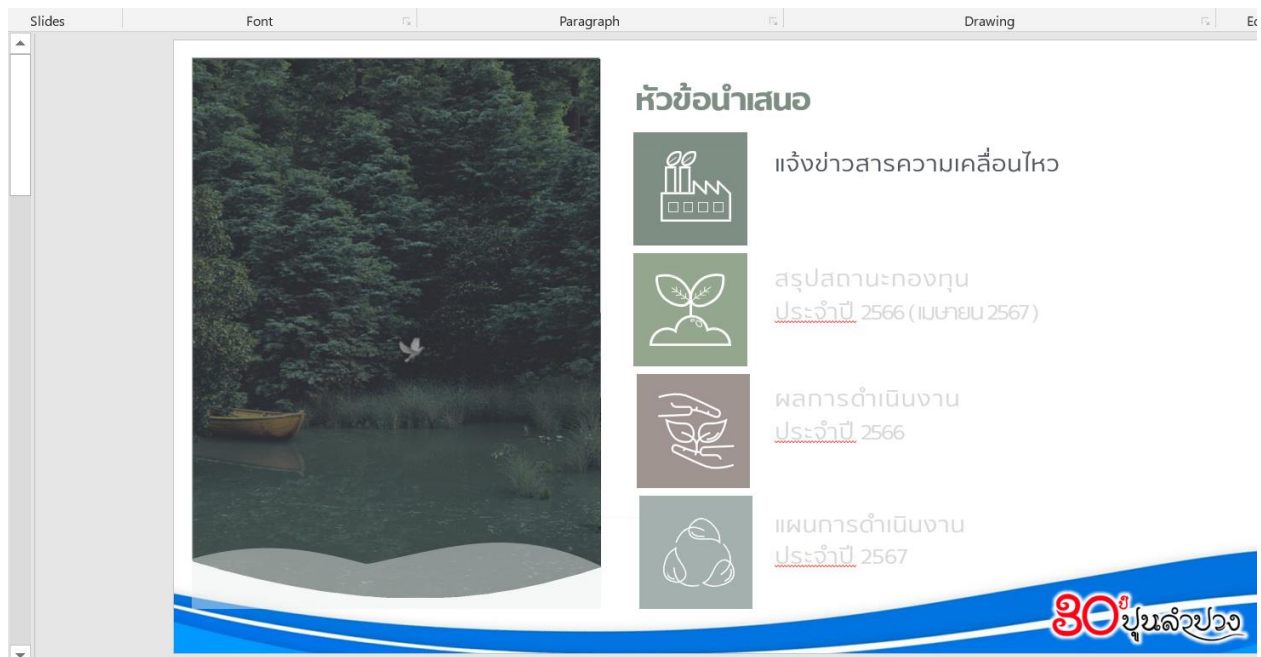 Slides Font Paragraph Drawing
หัวข้อนำเสนอ
แจ้งข่าวสารความเคลื่อนไหว
สรุปสถานะกองทุน
ประจำปี 2566 ( เมษายน 2567 )
ผลการดำเนินงาน
ประจำปี 2566
แผนการดำเนินงาน
ประจำปี 2567
30 ปี ปูนลำปาง